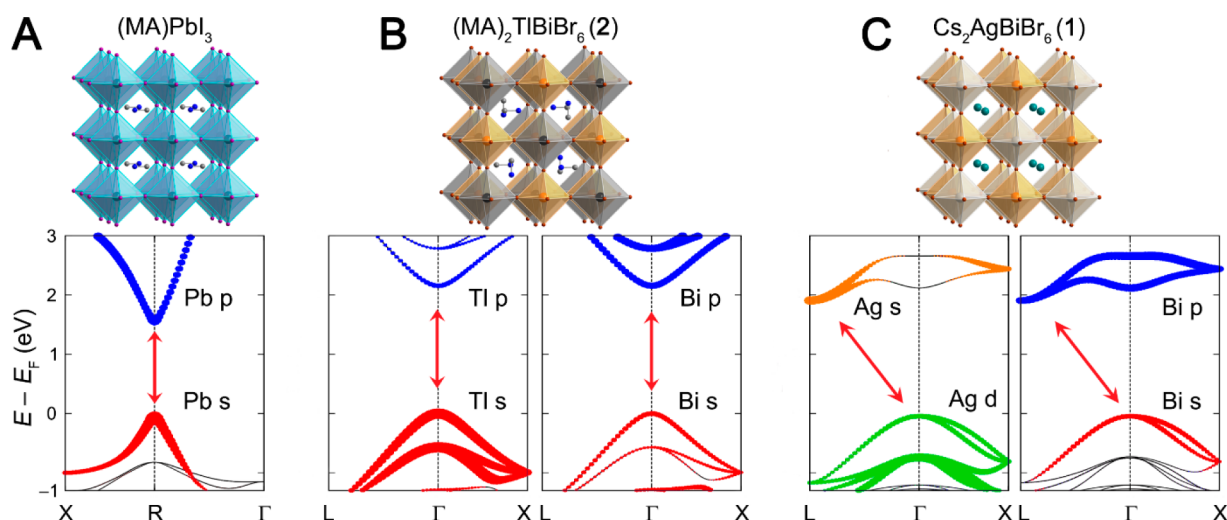 A
(MA)PbI₃
B
(MA)₂TlBiBr₆ (2)
C
Cs₂AgBiBr₆ (1)
E – E_F (eV)
3
2
1
0
–1
Pb p
Pb s
X R Γ
Tl p
Tl s
L Γ X
Bi p
Bi s
L Γ X
Ag s
Ag d
L Γ X
Bi p
Bi s
L Γ X